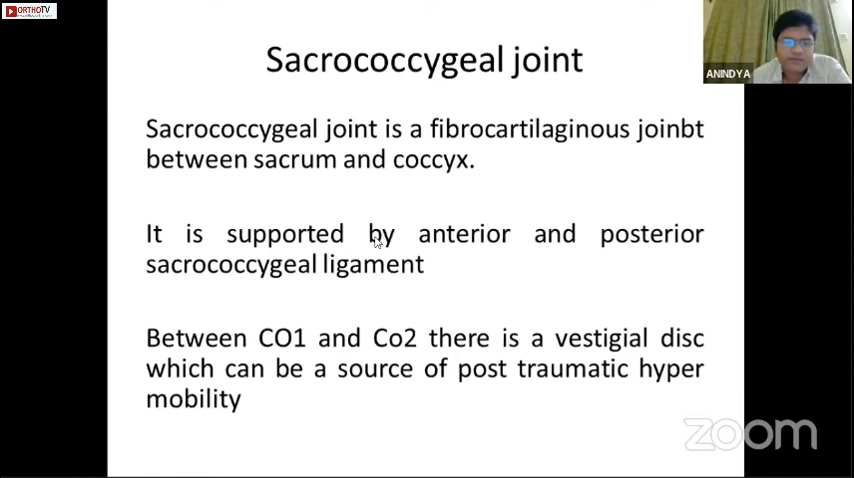 ORTHOTV
ANINDYA
Sacrococcygeal joint
Sacrococcygeal joint is a fibrocartilaginous joinbt
between sacrum and coccyx.
It is supported by anterior and posterior
sacrococcygeal ligament
Between CO1 and Co2 there is a vestigial disc
which can be a source of post traumatic hyper
mobility
zoom